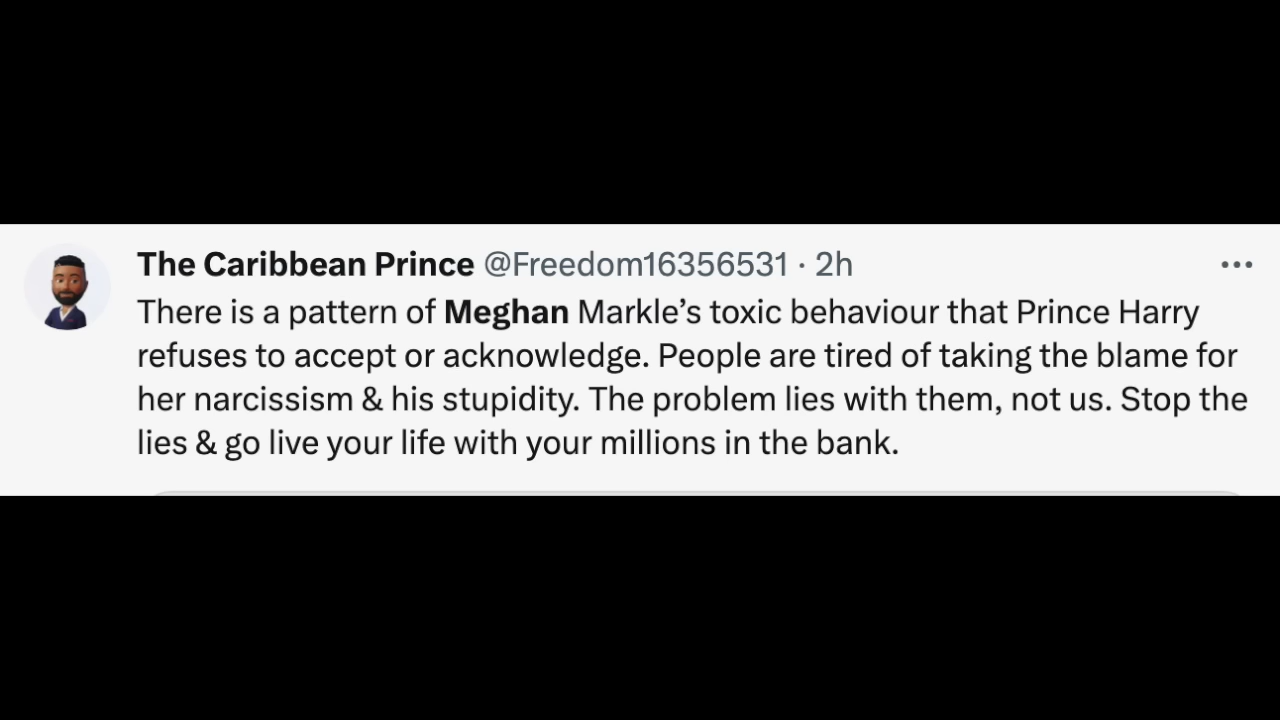 The Caribbean Prince @Freedom16356531 · 2h
There is a pattern of Meghan Markle’s toxic behaviour that Prince Harry
refuses to accept or acknowledge. People are tired of taking the blame for
her narcissism & his stupidity. The problem lies with them, not us. Stop the
lies & go live your life with your millions in the bank.